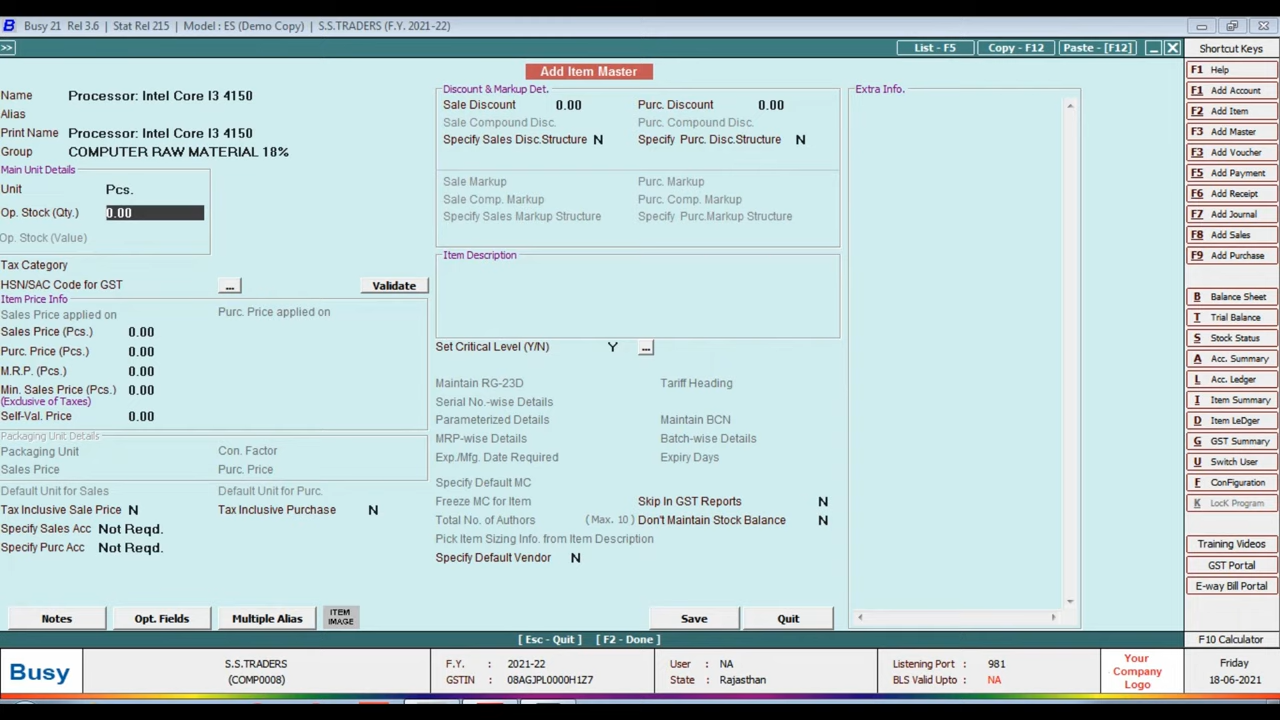 Busy 21 Rel 3.6 | Stat Rel 215 | Model : ES (Demo Copy) | S.S.TRADERS (F.Y. 2021-22)
>> List - F5 Copy - F12 Paste - [F12] Shortcut Keys
Add Item Master
Name Processor: Intel Core I3 4150
Alias
Print Name Processor: Intel Core I3 4150
Group COMPUTER RAW MATERIAL 18%
Main Unit Details
Unit Pcs.
Op. Stock (Qty.) 0.00
Op. Stock (Value)
Tax Category
HSN/SAC Code for GST ... Validate
Item Price Info
Sales Price applied on Purc. Price applied on
Sales Price (Pcs.) 0.00
Purc. Price (Pcs.) 0.00
M.R.P. (Pcs.) 0.00
Min. Sales Price (Pcs.) 0.00
(Exclusive of Taxes)
Self-Val. Price 0.00
Packaging Unit Details
Packaging Unit Con. Factor
Sales Price Purc. Price
Default Unit for Sales Default Unit for Purc.
Tax Inclusive Sale Price N Tax Inclusive Purchase N
Specify Sales Acc Not Reqd.
Specify Purc Acc Not Reqd.
Notes Opt. Fields Multiple Alias ITEM IMAGE
Discount & Markup Det.
Sale Discount 0.00 Purc. Discount 0.00
Sale Compound Disc. Purc. Compound Disc.
Specify Sales Disc.Structure N Specify Purc. Disc.Structure N
Sale Markup Purc. Markup
Sale Comp. Markup Purc. Comp. Markup
Specify Sales Markup Structure Specify Purc.Markup Structure
Item Description
Set Critical Level (Y/N) Y ...
Maintain RG-23D Tariff Heading
Serial No.-wise Details
Parameterized Details Maintain BCN
MRP-wise Details Batch-wise Details
Exp./Mfg. Date Required Expiry Days
Specify Default MC
Freeze MC for Item Skip In GST Reports N
Total No. of Authors (Max. 10) Don't Maintain Stock Balance N
Pick Item Sizing Info. from Item Description
Specify Default Vendor N
Save Quit
Extra Info.
F1 Help
F1 Add Account
F2 Add Item
F3 Add Master
F3 Add Voucher
F5 Add Payment
F6 Add Receipt
F7 Add Journal
F8 Add Sales
F9 Add Purchase
B Balance Sheet
T Trial Balance
S Stock Status
A Acc. Summary
L Acc. Ledger
I Item Summary
D Item LeDger
G GST Summary
U Switch User
F ConFiguration
K LocK Program
Training Videos
GST Portal
E-way Bill Portal
[ Esc - Quit ] [ F2 - Done ] F10 Calculator
Busy S.S.TRADERS F.Y. : 2021-22 User : NA Listening Port : 981 Your Company Logo Friday
(COMP0008) GSTIN : 08AGJPL0000H1Z7 State : Rajasthan BLS Valid Upto : NA 18-06-2021